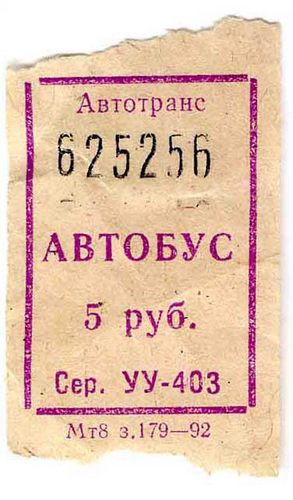 Автотранс
625256
АВТОБУС
5 руб.
Сер. УУ-403
Мт8 з.179—92